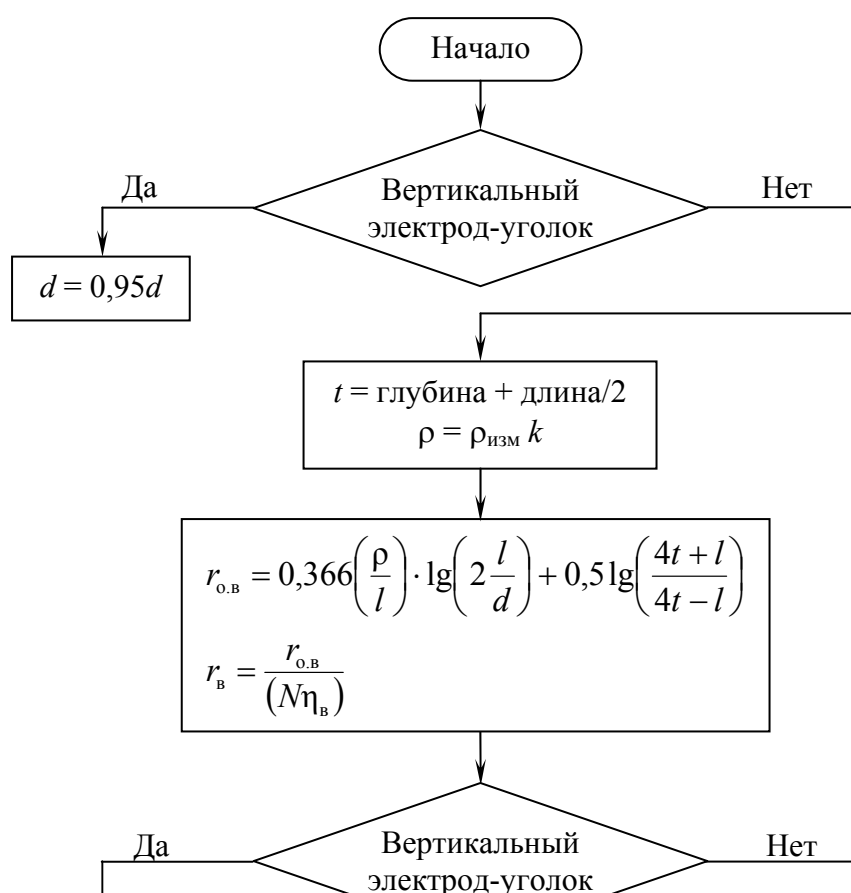 Начало
Да
Вертикальный
Нет
электрод-уголок
d = 0,95d
t = глубина + длина/2
ρ = ρизм k
rо.в = 0,366(ρ/l)·lg(2 l/d) + 0,5lg((4t + l)/(4t − l))
rв = rо.в/(Nηв)
Да
Вертикальный
Нет
электрод-уголок